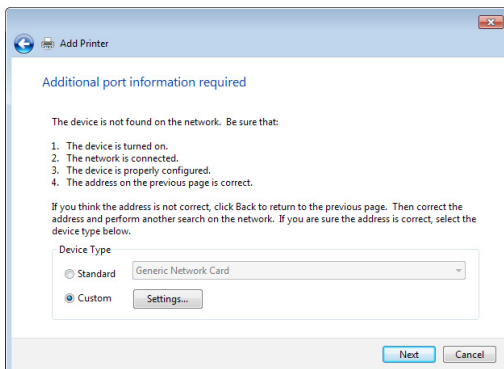 Add Printer
Additional port information required
The device is not found on the network.  Be sure that:
1.  The device is turned on.
2.  The network is connected.
3.  The device is properly configured.
4.  The address on the previous page is correct.
If you think the address is not correct, click Back to return to the previous page.  Then correct the
address and perform another search on the network.  If you are sure the address is correct, select the
device type below.
Device Type
Standard
Generic Network Card
Custom
Settings...
Next
Cancel